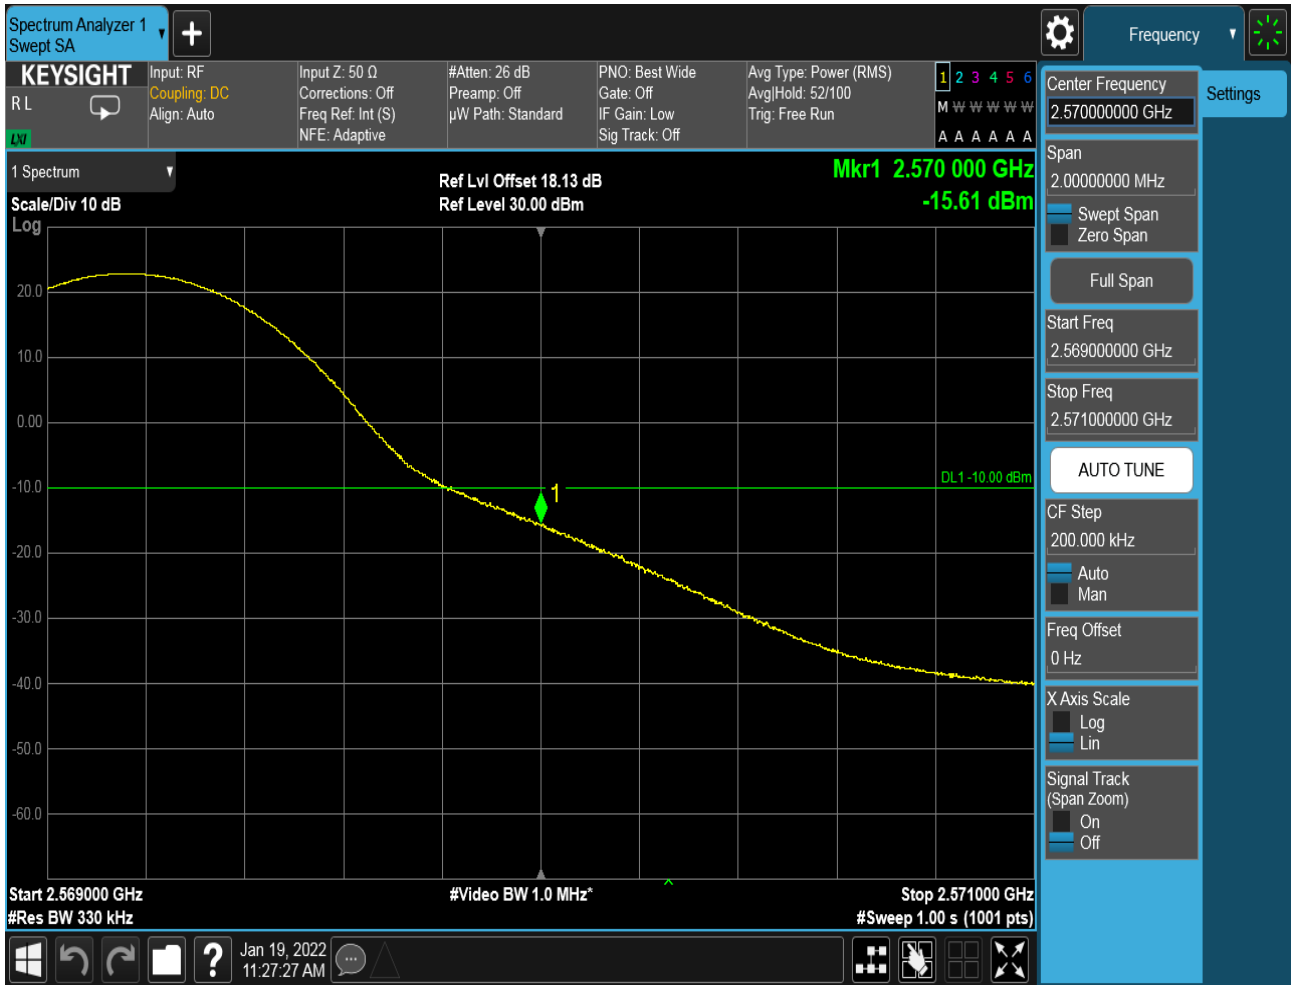 Spectrum Analyzer 1
Swept SA
Frequency
KEYSIGHT
R L
LXI
Input: RF
Coupling: DC
Align: Auto
Input Z: 50 Ω
Corrections: Off
Freq Ref: Int (S)
NFE: Adaptive
#Atten: 26 dB
Preamp: Off
µW Path: Standard
PNO: Best Wide
Gate: Off
IF Gain: Low
Sig Track: Off
Avg Type: Power (RMS)
Avg|Hold: 52/100
Trig: Free Run
1 2 3 4 5 6
M W W W W W
A A A A A A
1 Spectrum
Scale/Div 10 dB
Log
Ref Lvl Offset 18.13 dB
Ref Level 30.00 dBm
Mkr1 2.570 000 GHz
-15.61 dBm
20.0
10.0
0.00
-10.0
-20.0
-30.0
-40.0
-50.0
-60.0
DL1 -10.00 dBm
1
Start 2.569000 GHz
#Video BW 1.0 MHz*
Stop 2.571000 GHz
#Res BW 330 kHz
#Sweep 1.00 s (1001 pts)
?
Jan 19, 2022
11:27:27 AM
Center Frequency
2.570000000 GHz
Settings
Span
2.00000000 MHz
Swept Span
Zero Span
Full Span
Start Freq
2.569000000 GHz
Stop Freq
2.571000000 GHz
AUTO TUNE
CF Step
200.000 kHz
Auto
Man
Freq Offset
0 Hz
X Axis Scale
Log
Lin
Signal Track
(Span Zoom)
On
Off